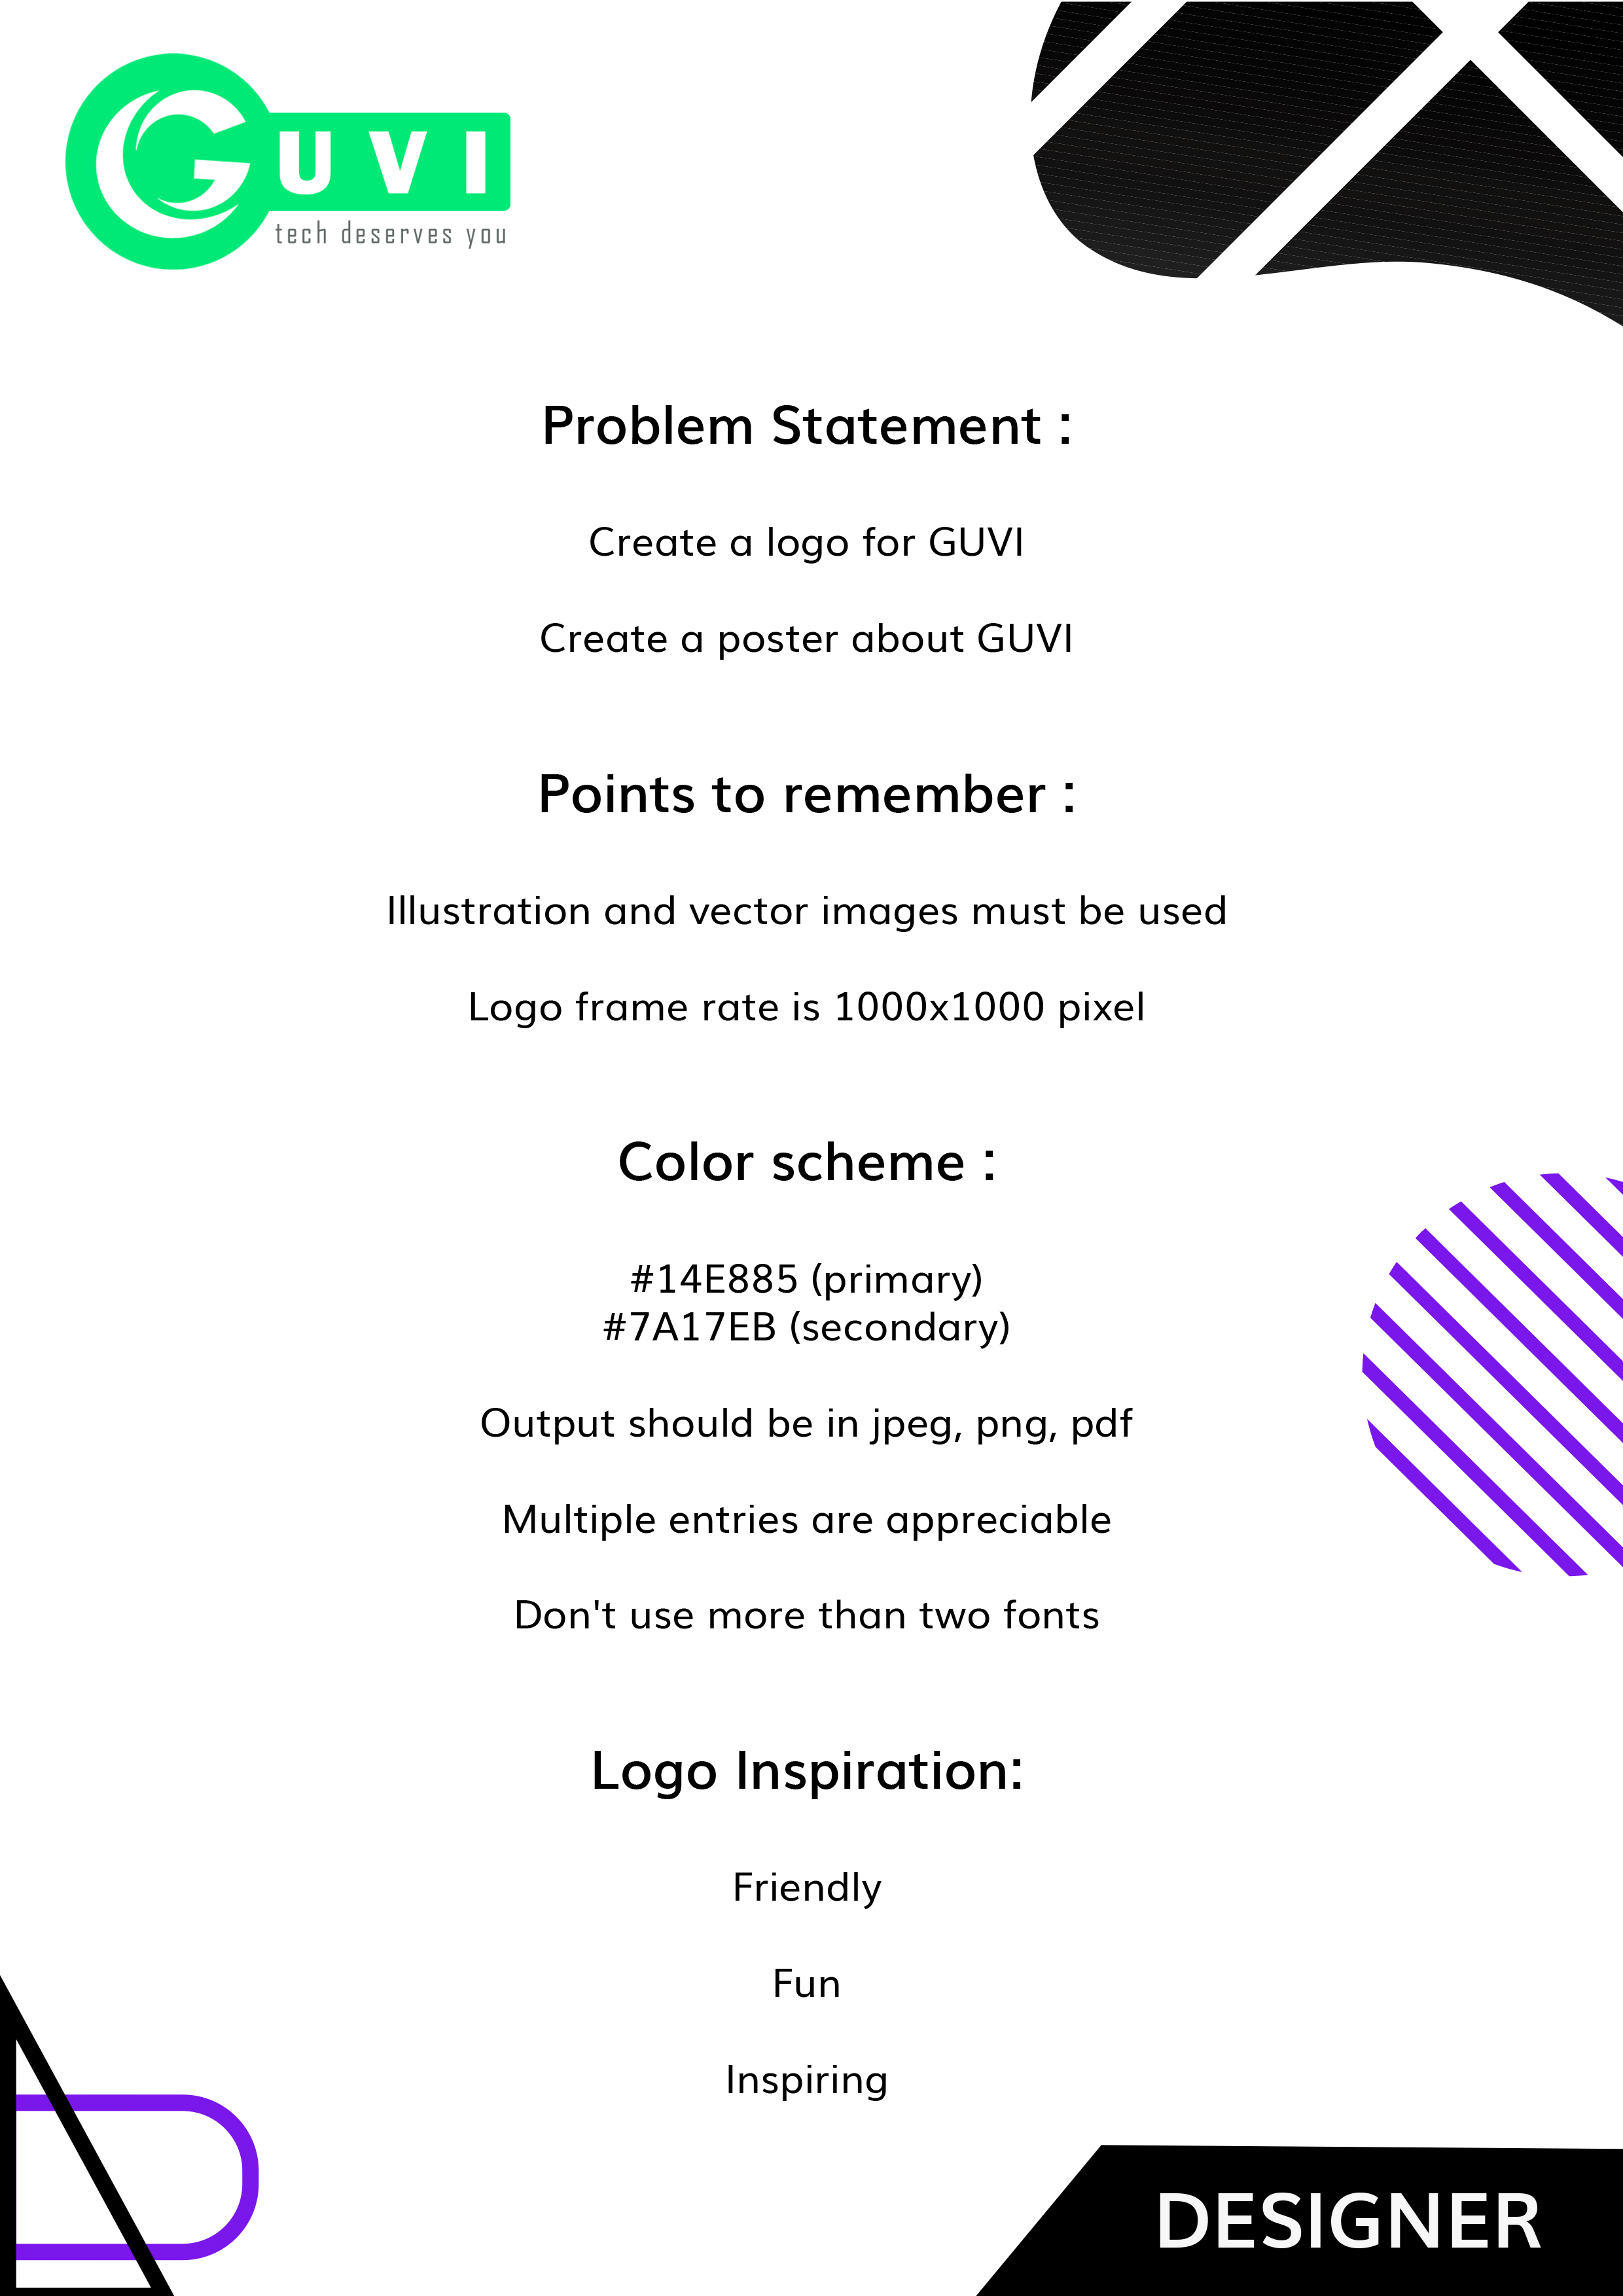 GUVI
tech deserves you
Problem Statement :
Create a logo for GUVI
Create a poster about GUVI
Points to remember :
Illustration and vector images must be used
Logo frame rate is 1000x1000 pixel
Color scheme :
#14E885 (primary)
#7A17EB (secondary)
Output should be in jpeg, png, pdf
Multiple entries are appreciable
Don't use more than two fonts
Logo Inspiration:
Friendly
Fun
Inspiring
DESIGNER